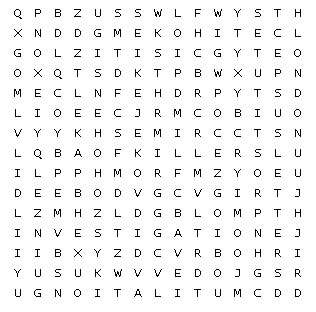 Q P B Z U S S W L F W Y S T H
X N D D G M E K O H I T E C L
G O L Z I T I S I C G Y T E O
O X Q T S D K T P B W X U P N
M E C L N F E H D R P Y T S D
L I O E E C J R M C O B I U O
V Y Y K H S E M I R C C T S N
L Q B A O F K I L L E R S L U
I L P P H M O R F M Z Y O E U
D E E B O D V G C V G I R T J
L Z M H Z L D G B L O M P T H
I N V E S T I G A T I O N E J
I I B X Y Z D C V R B O H R I
Y U S U K W V V E D O J G S R
U G N O I T A L I T U M C D D